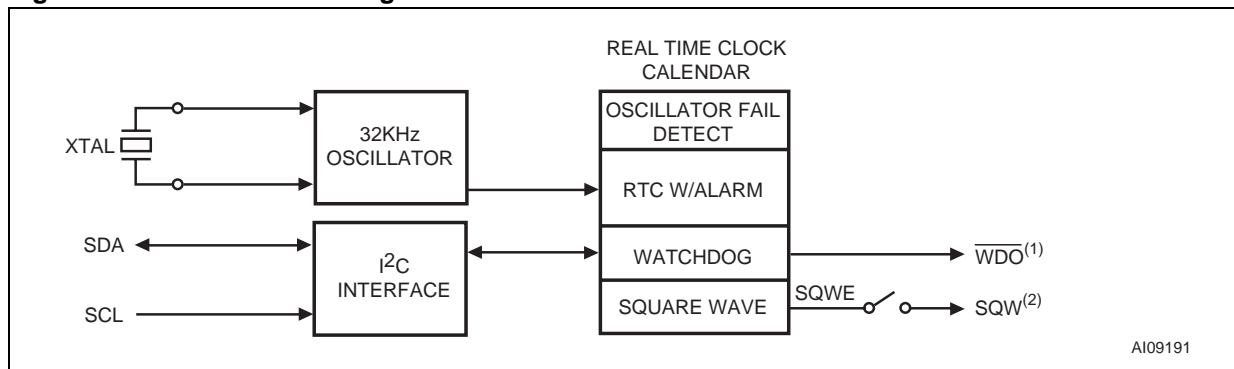 REAL TIME CLOCK
CALENDAR
XTAL
32KHz
OSCILLATOR
OSCILLATOR FAIL
DETECT
RTC W/ALARM
SDA
SCL
I2C
INTERFACE
WATCHDOG
WDO(1)
SQUARE WAVE
SQWE
SQW(2)
AI09191